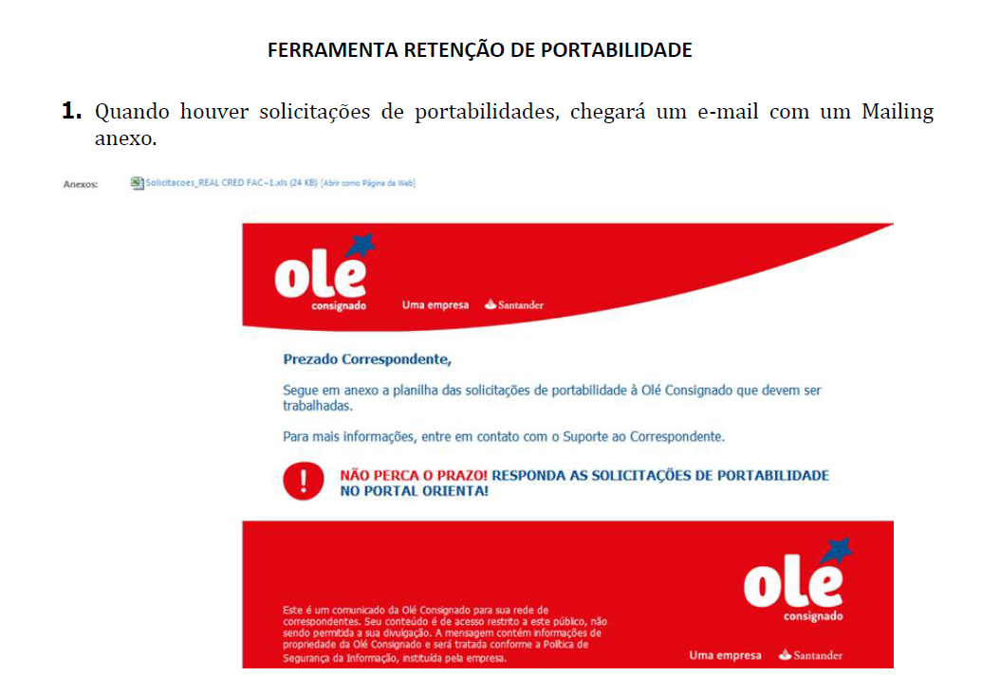 FERRAMENTA RETENÇÃO DE PORTABILIDADE
1. Quando houver solicitações de portabilidades, chegará um e-mail com um Mailing
anexo.
Anexos: Solicitacoes_REAL CRED FAC~1.xls (24 KB) [Abrir como Página da Web]
olé
consignado
Uma empresa Santander
Prezado Correspondente,
Segue em anexo a planilha das solicitações de portabilidade à Olé Consignado que devem ser
trabalhadas.
Para mais informações, entre em contato com o Suporte ao Correspondente.
! NÃO PERCA O PRAZO! RESPONDA AS SOLICITAÇÕES DE PORTABILIDADE
NO PORTAL ORIENTA!
Este é um comunicado da Olé Consignado para sua rede de
correspondentes. Seu conteúdo é de acesso restrito a este público, não
sendo permitida a sua divulgação. A mensagem contém informações de
propriedade da Olé Consignado e será tratada conforme a Política de
Segurança da Informação, instituída pela empresa.
olé
consignado
Uma empresa Santander